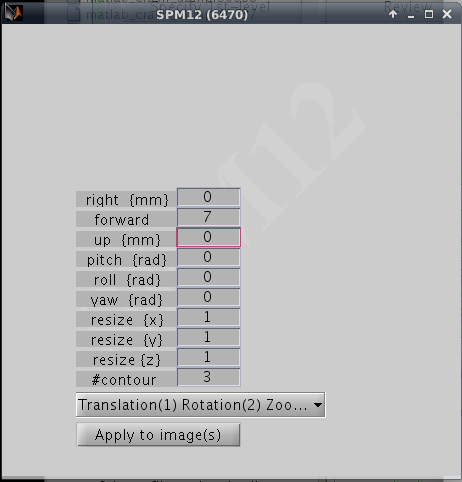 SPM12 (6470)
right {mm} 0
forward 7
up {mm} 0
pitch {rad} 0
roll {rad} 0
yaw {rad} 0
resize {x} 1
resize {y} 1
resize {z} 1
#contour 3
Translation(1) Rotation(2) Zoo...
Apply to image(s)